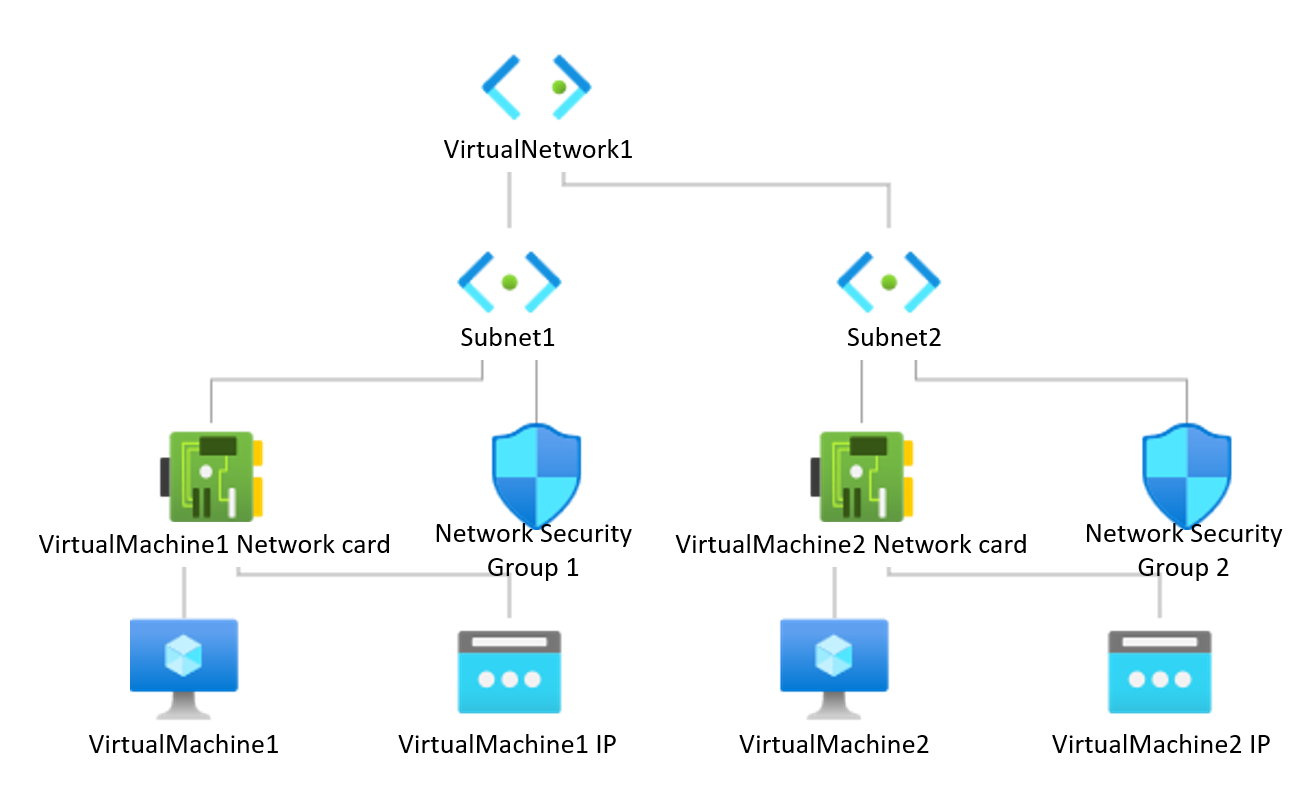 VirtualNetwork1
Subnet1
Subnet2
VirtualMachine1 Network card
Network Security
Group 1
VirtualMachine2 Network card
Network Security
Group 2
VirtualMachine1
VirtualMachine1 IP
VirtualMachine2
VirtualMachine2 IP